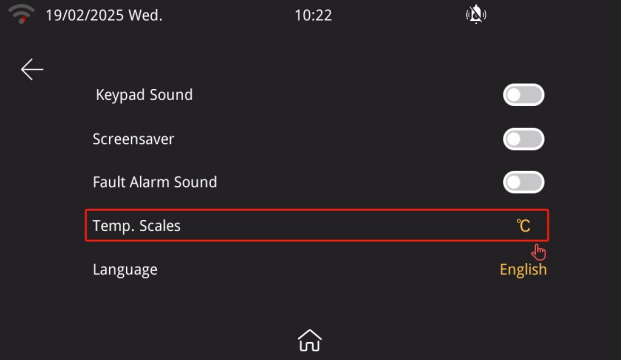 19/02/2025 Wed. 10:22
Keypad Sound
Screensaver
Fault Alarm Sound
Temp. Scales ℃
Language English